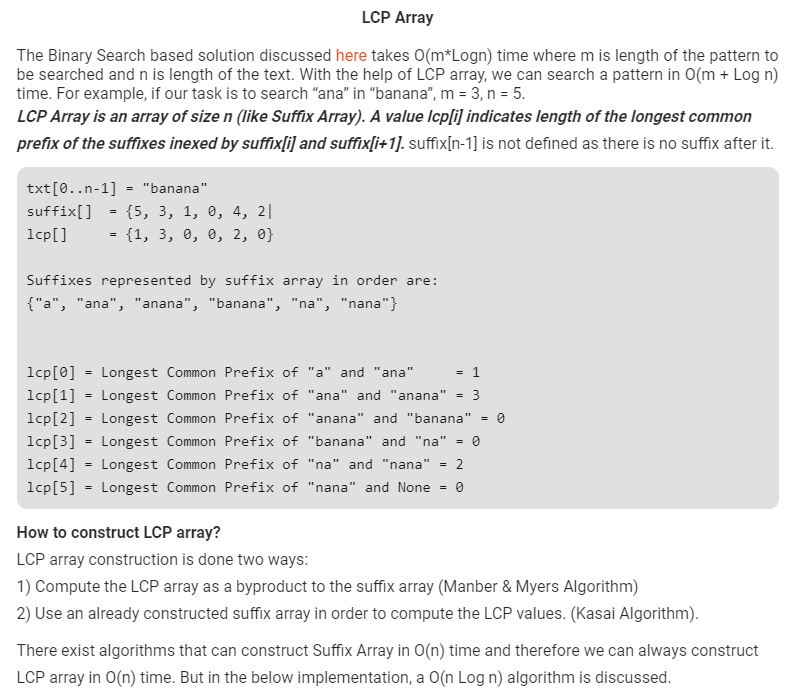 LCP Array
The Binary Search based solution discussed here takes O(m*Logn) time where m is length of the pattern to
be searched and n is length of the text. With the help of LCP array, we can search a pattern in O(m + Log n)
time. For example, if our task is to search “ana” in “banana”, m = 3, n = 5.
LCP Array is an array of size n (like Suffix Array). A value lcp[i] indicates length of the longest common
prefix of the suffixes inexed by suffix[i] and suffix[i+1]. suffix[n-1] is not defined as there is no suffix after it.
txt[0..n-1] = "banana"
suffix[]  = {5, 3, 1, 0, 4, 2|
lcp[]     = {1, 3, 0, 0, 2, 0}
Suffixes represented by suffix array in order are:
{"a", "ana", "anana", "banana", "na", "nana"}
lcp[0] = Longest Common Prefix of "a" and "ana"     = 1
lcp[1] = Longest Common Prefix of "ana" and "anana" = 3
lcp[2] = Longest Common Prefix of "anana" and "banana" = 0
lcp[3] = Longest Common Prefix of "banana" and "na" = 0
lcp[4] = Longest Common Prefix of "na" and "nana" = 2
lcp[5] = Longest Common Prefix of "nana" and None = 0
How to construct LCP array?
LCP array construction is done two ways:
1) Compute the LCP array as a byproduct to the suffix array (Manber & Myers Algorithm)
2) Use an already constructed suffix array in order to compute the LCP values. (Kasai Algorithm).
There exist algorithms that can construct Suffix Array in O(n) time and therefore we can always construct
LCP array in O(n) time. But in the below implementation, a O(n Log n) algorithm is discussed.